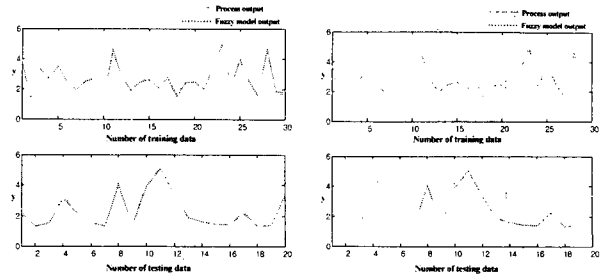 Process output
Fuzzy model output
6
4
y
2
0
5 10 15 20 25 30
Number of training data
6
4
y
2
0
2 4 6 8 10 12 14 16 18 20
Number of testing data
Process output
Fuzzy model output
6
4
y
2
0
5 10 15 20 25 30
Number of training data
6
4
y
2
0
2 4 6 8 10 12 14 16 18 20
Number of testing data